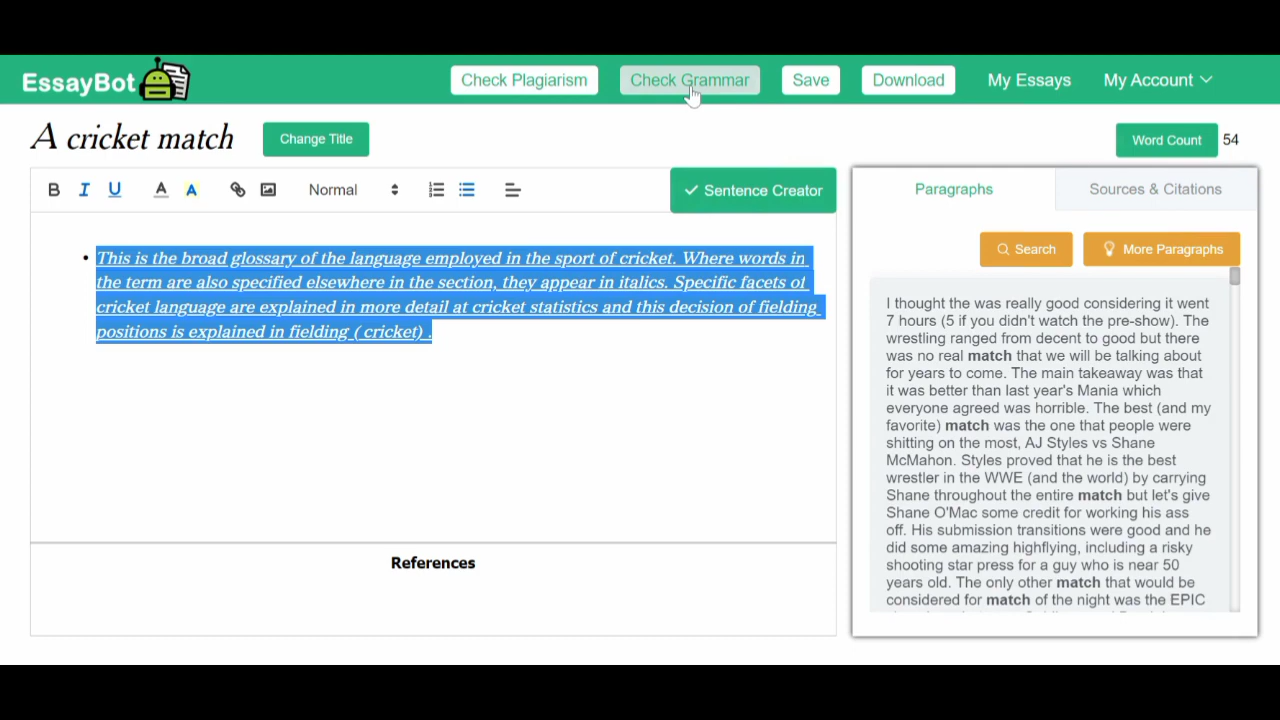 EssayBot
Check Plagiarism
Check Grammar
Save
Download
My Essays
My Account
A cricket match
Change Title
Word Count 54
B I U A A Normal
Sentence Creator
Paragraphs
Sources & Citations
Search
More Paragraphs
• This is the broad glossary of the language employed in the sport of cricket. Where words in
the term are also specified elsewhere in the section, they appear in italics. Specific facets of
cricket language are explained in more detail at cricket statistics and this decision of fielding
positions is explained in fielding ( cricket) .
References
I thought the was really good considering it went
7 hours (5 if you didn't watch the pre-show). The
wrestling ranged from decent to good but there
was no real match that we will be talking about
for years to come. The main takeaway was that
it was better than last year's Mania which
everyone agreed was horrible. The best (and my
favorite) match was the one that people were
shitting on the most, AJ Styles vs Shane
McMahon. Styles proved that he is the best
wrestler in the WWE (and the world) by carrying
Shane throughout the entire match but let's give
Shane O'Mac some credit for working his ass
off. His submission transitions were good and he
did some amazing highflying, including a risky
shooting star press for a guy who is near 50
years old. The only other match that would be
considered for match of the night was the EPIC